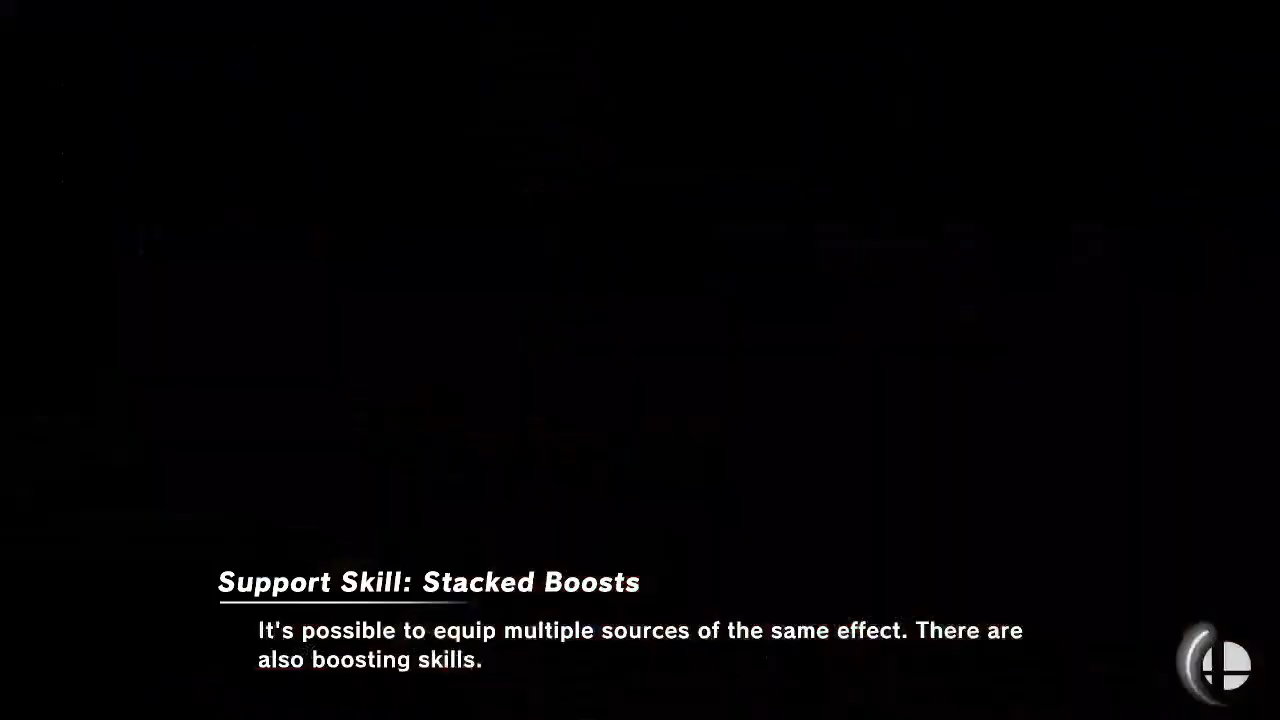 Support Skill: Stacked Boosts
It's possible to equip multiple sources of the same effect. There are
also boosting skills.